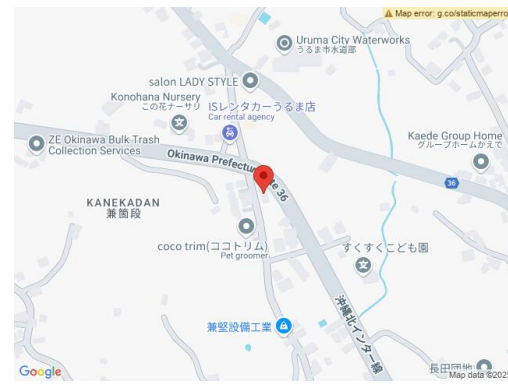 Map error: g.co/staticmaperro
Uruma City Waterworks
うるま市水道部
salon LADY STYLE
Konohana Nursery
この花ナーサリ
ISレンタカーうるま店
Car rental agency
Kaede Group Home
グループホームかえで
ZE Okinawa Bulk Trash
Collection Services
Okinawa Prefectu
e 36
36
KANEKADAN
兼箇段
coco trim(ココトリム)
Pet groomer
すくすくこども園
沖縄北インター線
兼堅設備工業
長田団地
Google
Map data ©2025